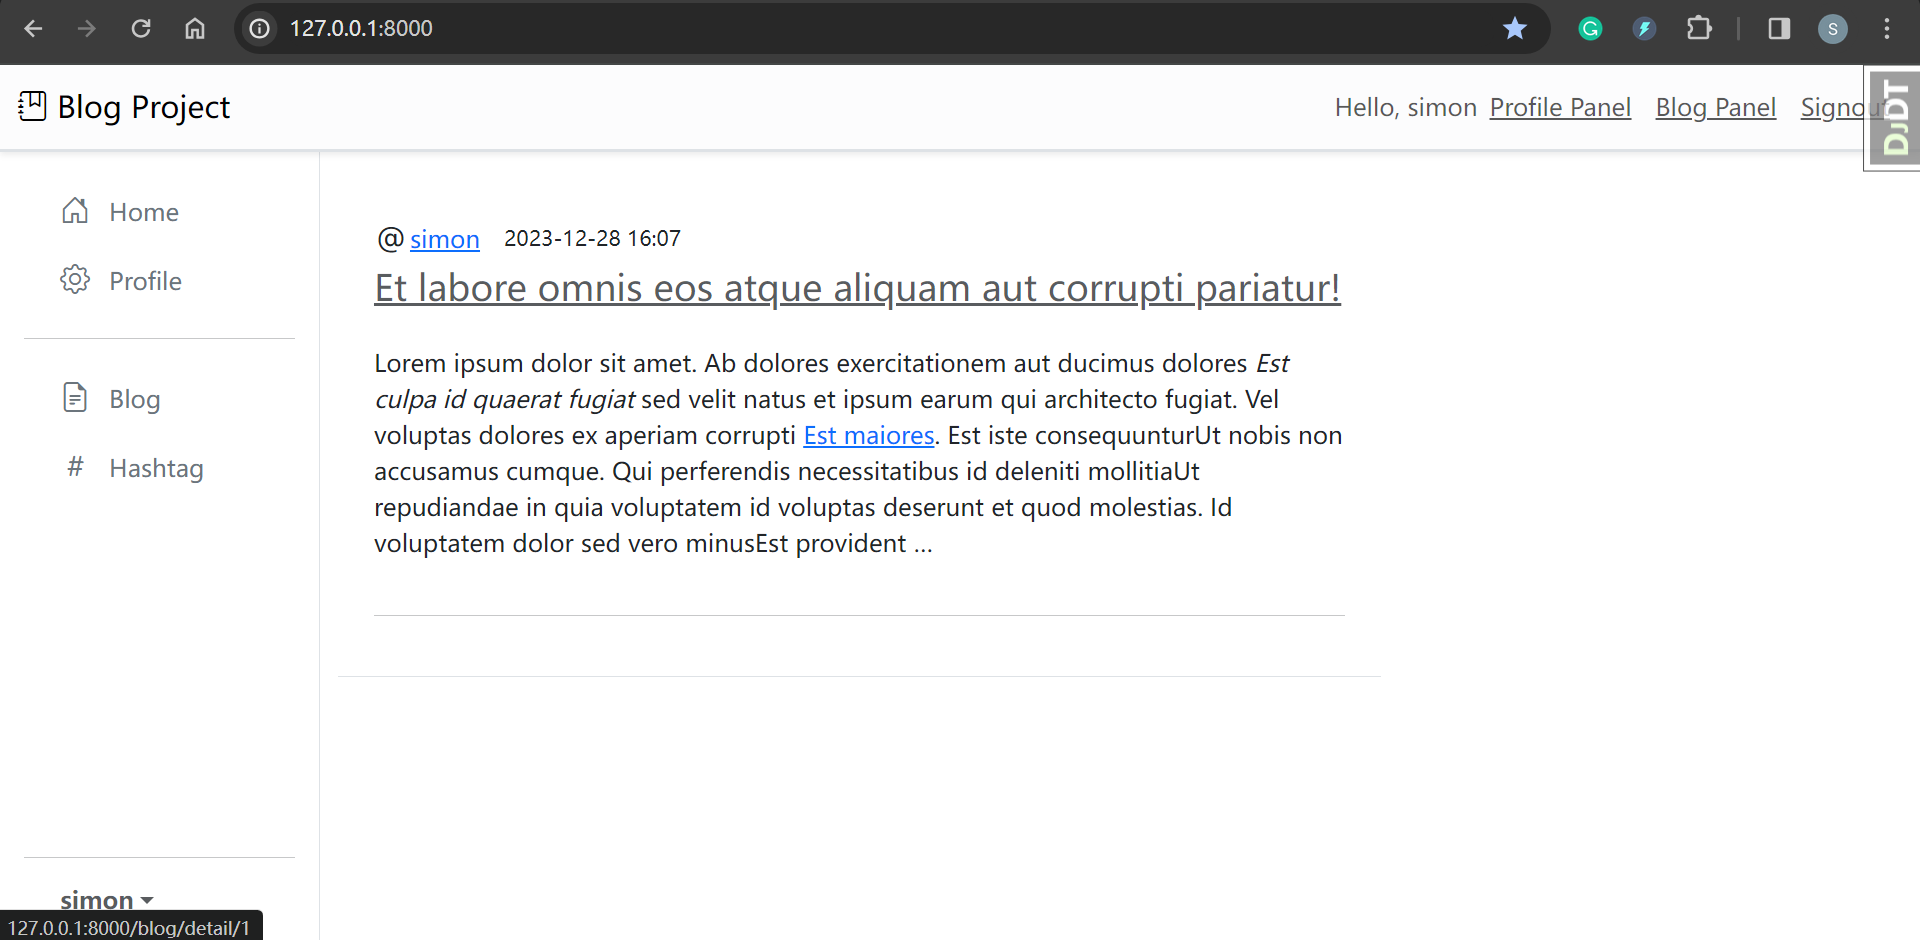 127.0.0.1:8000
S
Blog Project
Hello, simon Profile Panel Blog Panel Signout
DJDT
Home
Profile
Blog
# Hashtag
@ simon 2023-12-28 16:07
Et labore omnis eos atque aliquam aut corrupti pariatur!
Lorem ipsum dolor sit amet. Ab dolores exercitationem aut ducimus dolores Est
culpa id quaerat fugiat sed velit natus et ipsum earum qui architecto fugiat. Vel
voluptas dolores ex aperiam corrupti Est maiores. Est iste consequunturUt nobis non
accusamus cumque. Qui perferendis necessitatibus id deleniti mollitiaUt
repudiandae in quia voluptatem id voluptas deserunt et quod molestias. Id
voluptatem dolor sed vero minusEst provident …
simon
127.0.0.1:8000/blog/detail/1